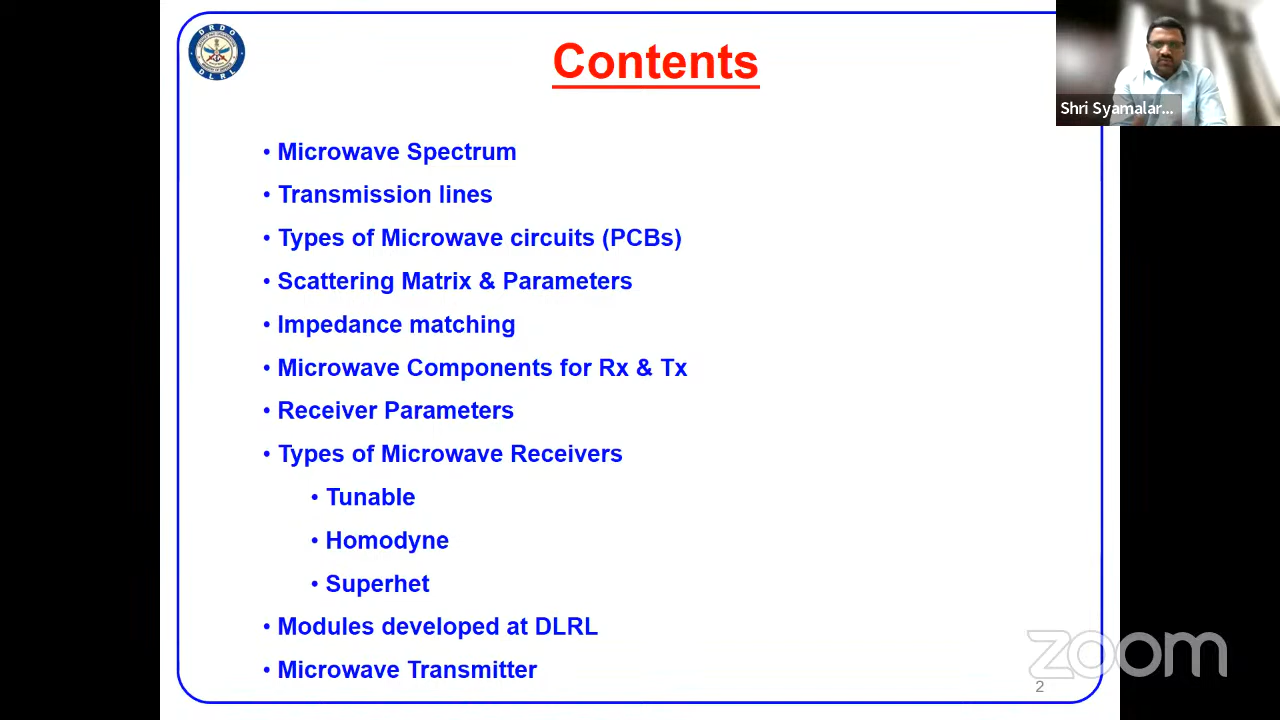 DRDO
DLRL
Contents
Shri Syamalar...
• Microwave Spectrum
• Transmission lines
• Types of Microwave circuits (PCBs)
• Scattering Matrix & Parameters
• Impedance matching
• Microwave Components for Rx & Tx
• Receiver Parameters
• Types of Microwave Receivers
• Tunable
• Homodyne
• Superhet
• Modules developed at DLRL
• Microwave Transmitter
zoom
2